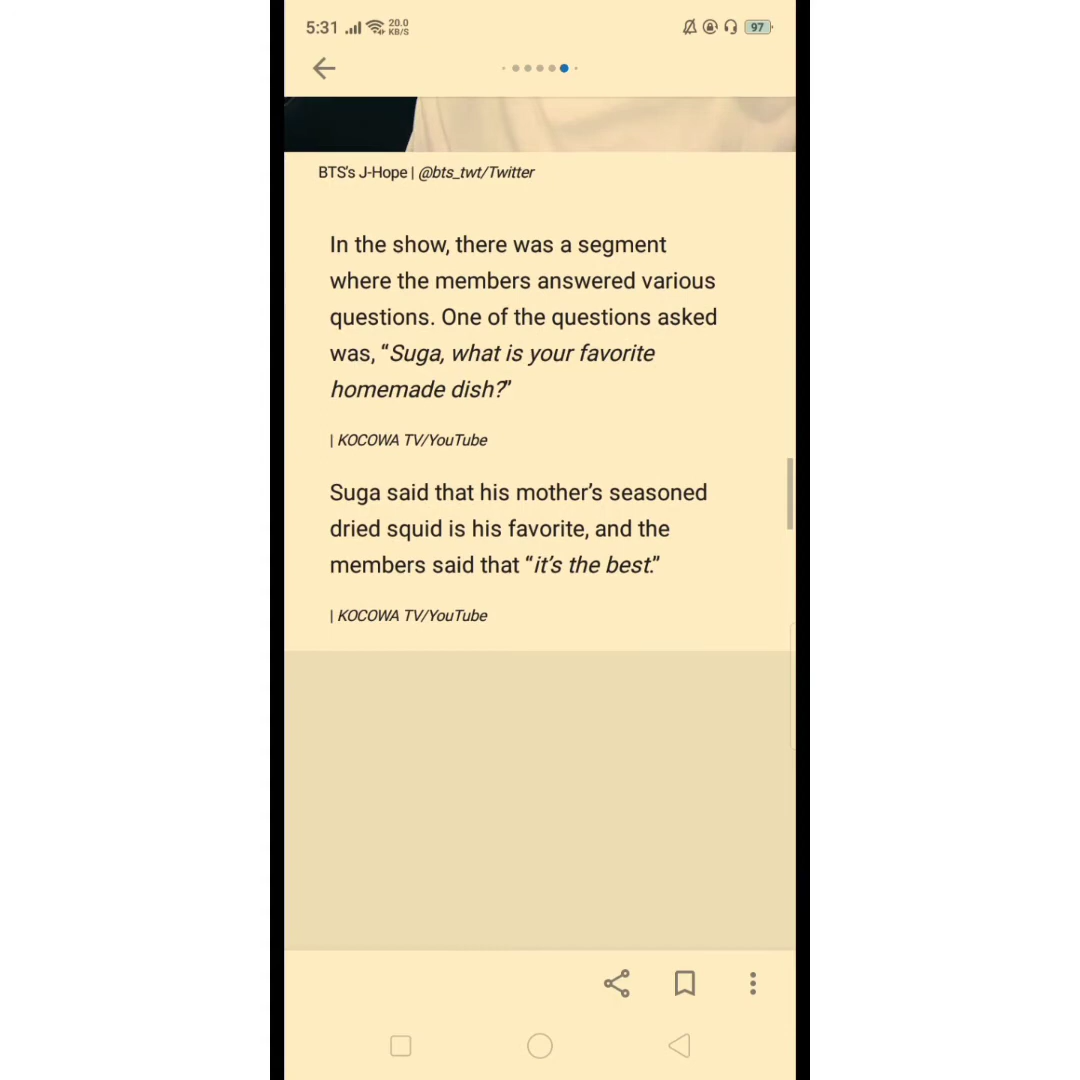 5:31 20.0 KB/S 97
BTS's J-Hope | @bts_twt/Twitter
In the show, there was a segment
where the members answered various
questions. One of the questions asked
was, “Suga, what is your favorite
homemade dish?”
| KOCOWA TV/YouTube
Suga said that his mother’s seasoned
dried squid is his favorite, and the
members said that “it’s the best.”
| KOCOWA TV/YouTube